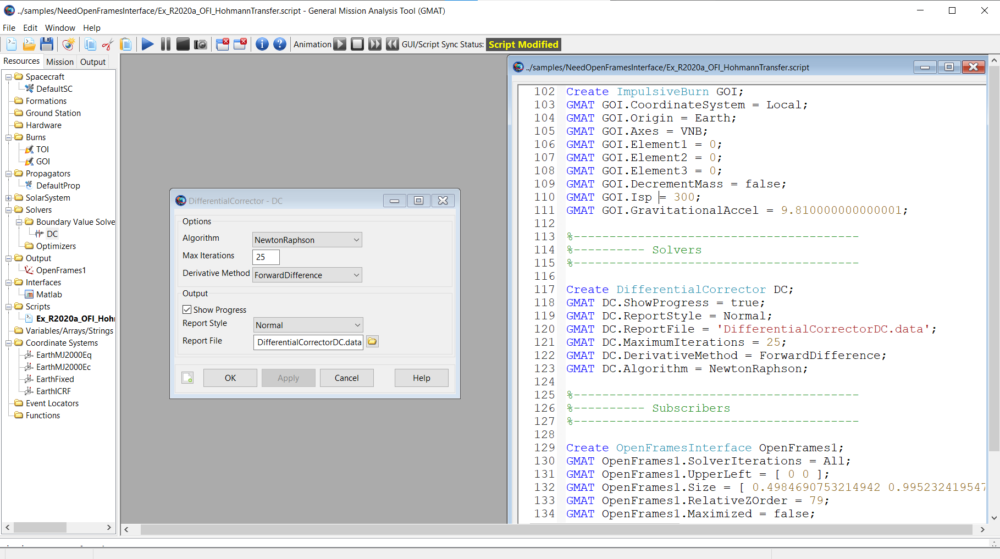 ../samples/NeedOpenFramesInterface/Ex_R2020a_OFI_HohmannTransfer.script - General Mission Analysis Tool (GMAT)
File Edit Window Help
Animation GUI/Script Sync Status: Script Modified
Resources Mission Output
Spacecraft
DefaultSC
Formations
Ground Station
Hardware
Burns
TOI
GOI
Propagators
DefaultProp
SolarSystem
Solvers
Boundary Value Solve
DC
Optimizers
Output
OpenFrames1
Interfaces
Matlab
Scripts
Ex_R2020a_OFI_Hohm
Variables/Arrays/Strings
Coordinate Systems
EarthMJ2000Eq
EarthMJ2000Ec
EarthFixed
EarthICRF
Event Locators
Functions
DifferentialCorrector - DC
Options
Algorithm NewtonRaphson
Max Iterations 25
Derivative Method ForwardDifference
Output
Show Progress
Report Style Normal
Report File DifferentialCorrectorDC.data
OK Apply Cancel Help
../samples/NeedOpenFramesInterface/Ex_R2020a_OFI_HohmannTransfer.script
102 Create ImpulsiveBurn GOI;
103 GMAT GOI.CoordinateSystem = Local;
104 GMAT GOI.Origin = Earth;
105 GMAT GOI.Axes = VNB;
106 GMAT GOI.Element1 = 0;
107 GMAT GOI.Element2 = 0;
108 GMAT GOI.Element3 = 0;
109 GMAT GOI.DecrementMass = false;
110 GMAT GOI.Isp = 300;
111 GMAT GOI.GravitationalAccel = 9.810000000000001;
112
113 %----------------------------------------
114 %---------- Solvers
115 %----------------------------------------
116
117 Create DifferentialCorrector DC;
118 GMAT DC.ShowProgress = true;
119 GMAT DC.ReportStyle = Normal;
120 GMAT DC.ReportFile = 'DifferentialCorrectorDC.data';
121 GMAT DC.MaximumIterations = 25;
122 GMAT DC.DerivativeMethod = ForwardDifference;
123 GMAT DC.Algorithm = NewtonRaphson;
124
125 %----------------------------------------
126 %---------- Subscribers
127 %----------------------------------------
128
129 Create OpenFramesInterface OpenFrames1;
130 GMAT OpenFrames1.SolverIterations = All;
131 GMAT OpenFrames1.UpperLeft = [ 0 0 ];
132 GMAT OpenFrames1.Size = [ 0.4984690753214942 0.995232419547
133 GMAT OpenFrames1.RelativeZOrder = 79;
134 GMAT OpenFrames1.Maximized = false;